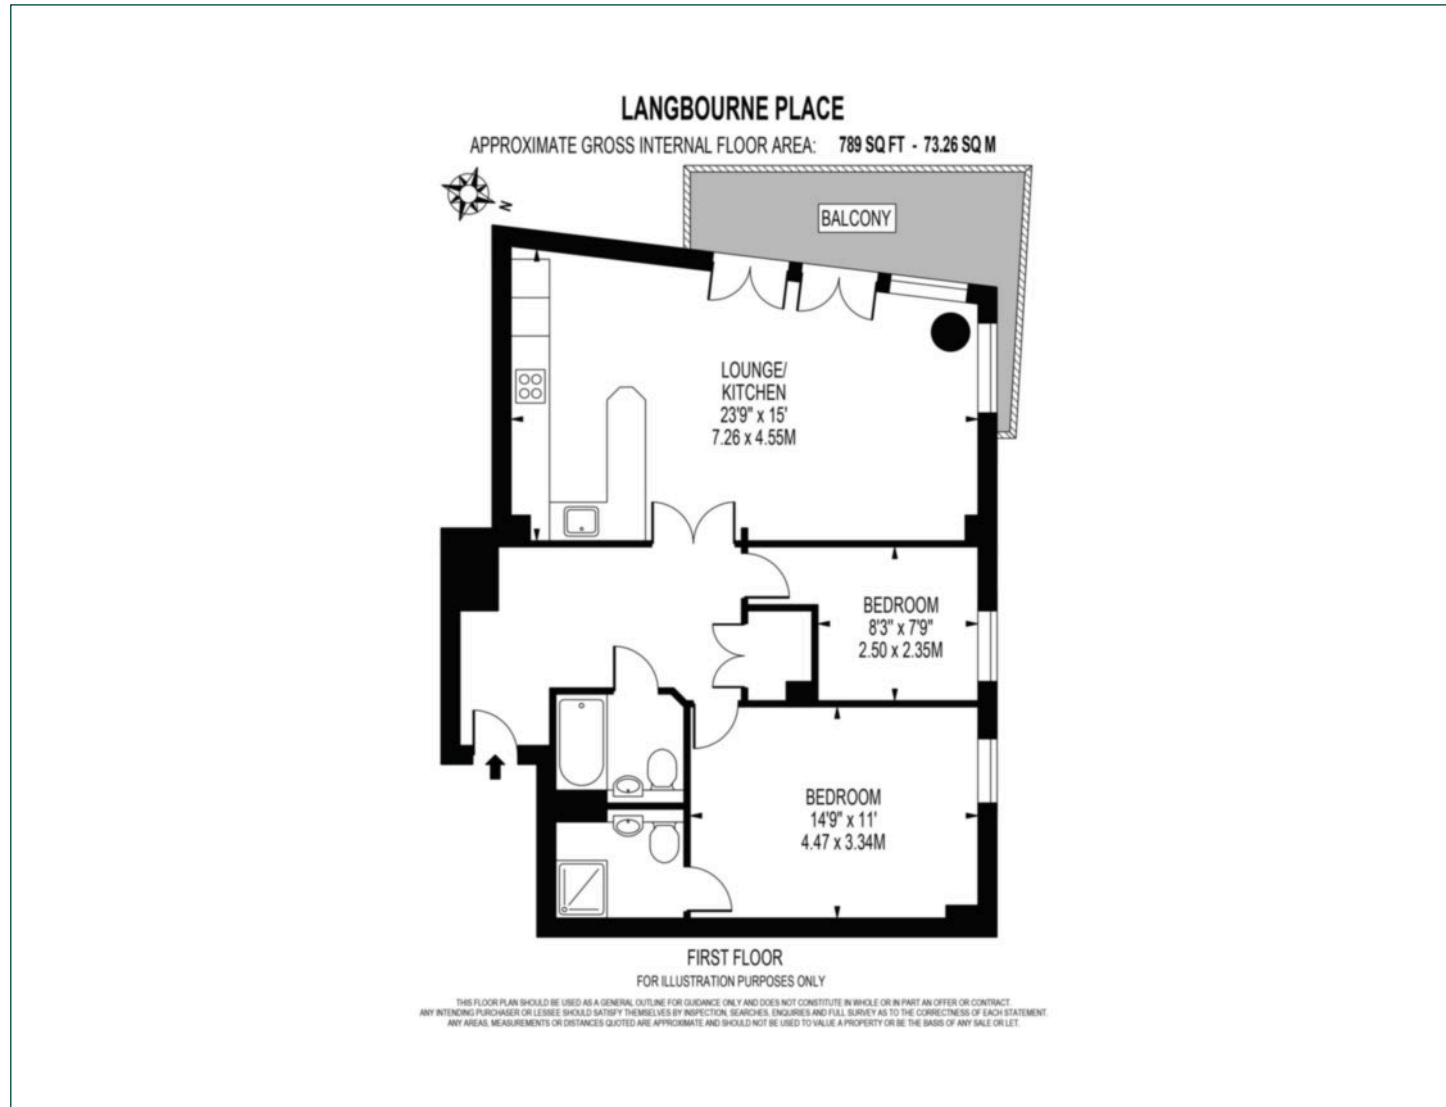 LANGBOURNE PLACE
APPROXIMATE GROSS INTERNAL FLOOR AREA: 789 SQ FT - 73.26 SQ M
N
BALCONY
LOUNGE/
KITCHEN
23'9" x 15'
7.26 x 4.55M
BEDROOM
8'3" x 7'9"
2.50 x 2.35M
BEDROOM
14'9" x 11'
4.47 x 3.34M
FIRST FLOOR
FOR ILLUSTRATION PURPOSES ONLY
THIS FLOOR PLAN SHOULD BE USED AS A GENERAL OUTLINE FOR GUIDANCE ONLY AND DOES NOT CONSTITUTE IN WHOLE OR IN PART AN OFFER OR CONTRACT.
ANY INTENDING PURCHASER OR LESSEE SHOULD SATISFY THEMSELVES BY INSPECTION, SEARCHES, ENQUIRIES AND FULL SURVEY AS TO THE CORRECTNESS OF EACH STATEMENT.
ANY AREAS, MEASUREMENTS OR DISTANCES QUOTED ARE APPROXIMATE AND SHOULD NOT BE USED TO VALUE A PROPERTY OR BE THE BASIS OF ANY SALE OR LET.